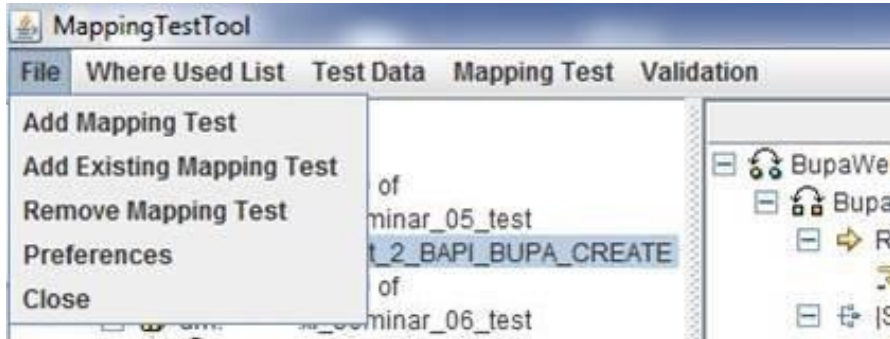 MappingTestTool
File Where Used List Test Data Mapping Test Validation
Add Mapping Test
Add Existing Mapping Test
Remove Mapping Test
Preferences
Close
of
minar_05_test
t_2_BAPI_BUPA_CREATE
of
minar_06_test
BupaWe
Bupa
R
|S